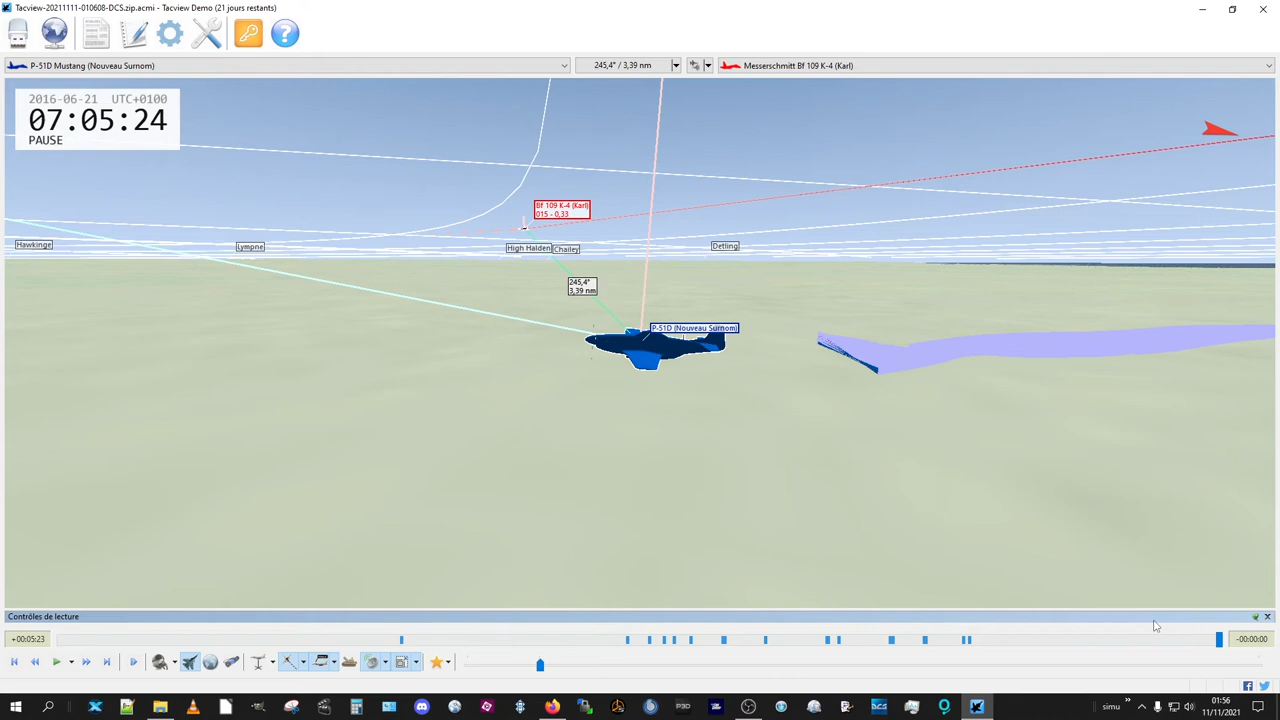 Tacview-20211111-010608-DCS.zip.acmi - Tacview Demo (21 jours restants)
P-51D Mustang (Nouveau Surnom)
245,4° / 3,39 nm
Messerschmitt Bf 109 K-4 (Karl)
2016-06-21 UTC+0100
07:05:24
PAUSE
Bf 109 K-4 (Karl)
015 - 0,33
Hawkinge
Lympne
High Halden
Chailey
Detling
245,4°
3,39 nm
P-51D (Nouveau Surnom)
Contrôles de lecture
+00:05:23
-00:00:00
P3D
DCS
simu
01:56
11/11/2021